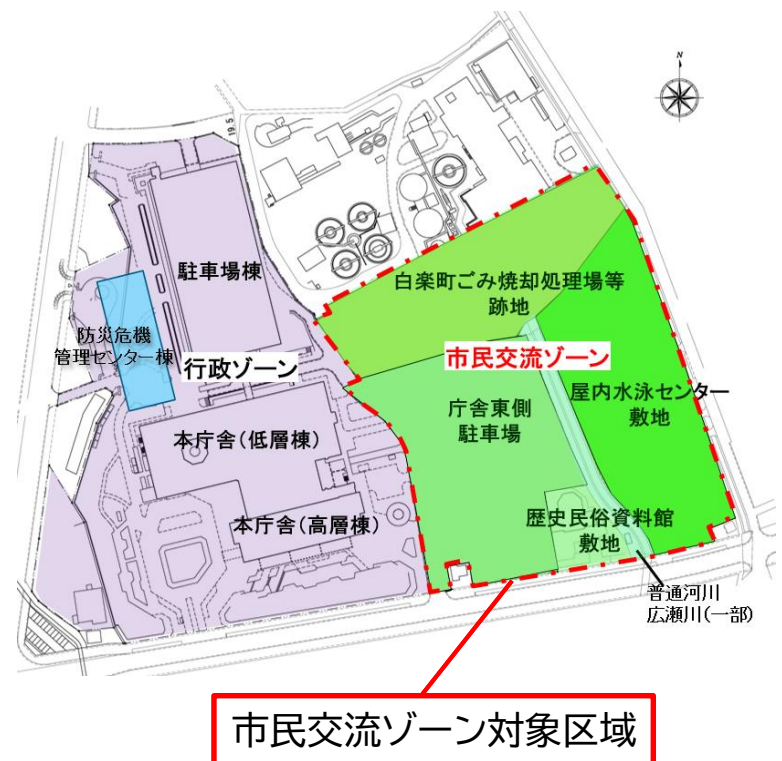 N
19.5
駐車場棟
白楽町ごみ焼却処理場等
跡地
防災危機
管理センター棟
行政ゾーン
市民交流ゾーン
屋内水泳センター
敷地
庁舎東側
駐車場
本庁舎(低層棟)
本庁舎(高層棟)
歴史民俗資料館
敷地
普通河川
広瀬川(一部)
市民交流ゾーン対象区域